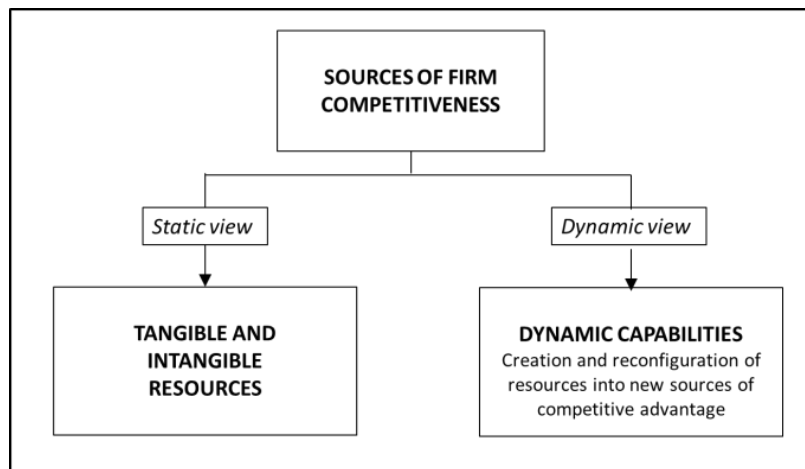 SOURCES OF FIRM
COMPETITIVENESS
Static view
Dynamic view
TANGIBLE AND
INTANGIBLE
RESOURCES
DYNAMIC CAPABILITIES
Creation and reconfiguration of
resources into new sources of
competitive advantage